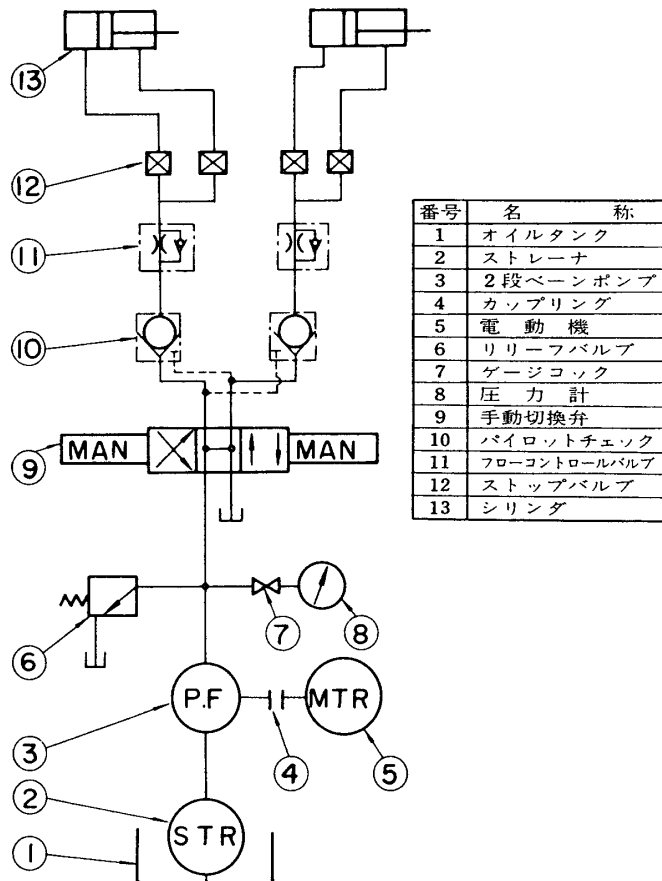 ⑬
⑫
⑪
⑩
MAN MAN
⑨
⑥
⑦
⑧
P.F
MTR
③
④
⑤
②
STR
①
番号 名 称
1 オイルタンク
2 ストレーナ
3 2段ベーンポンプ
4 カップリング
5 電動機
6 リリーフバルブ
7 ゲージコック
8 圧力計
9 手動切換弁
10 パイロットチェック
11 フローコントロールバルブ
12 ストップバルブ
13 シリンダ